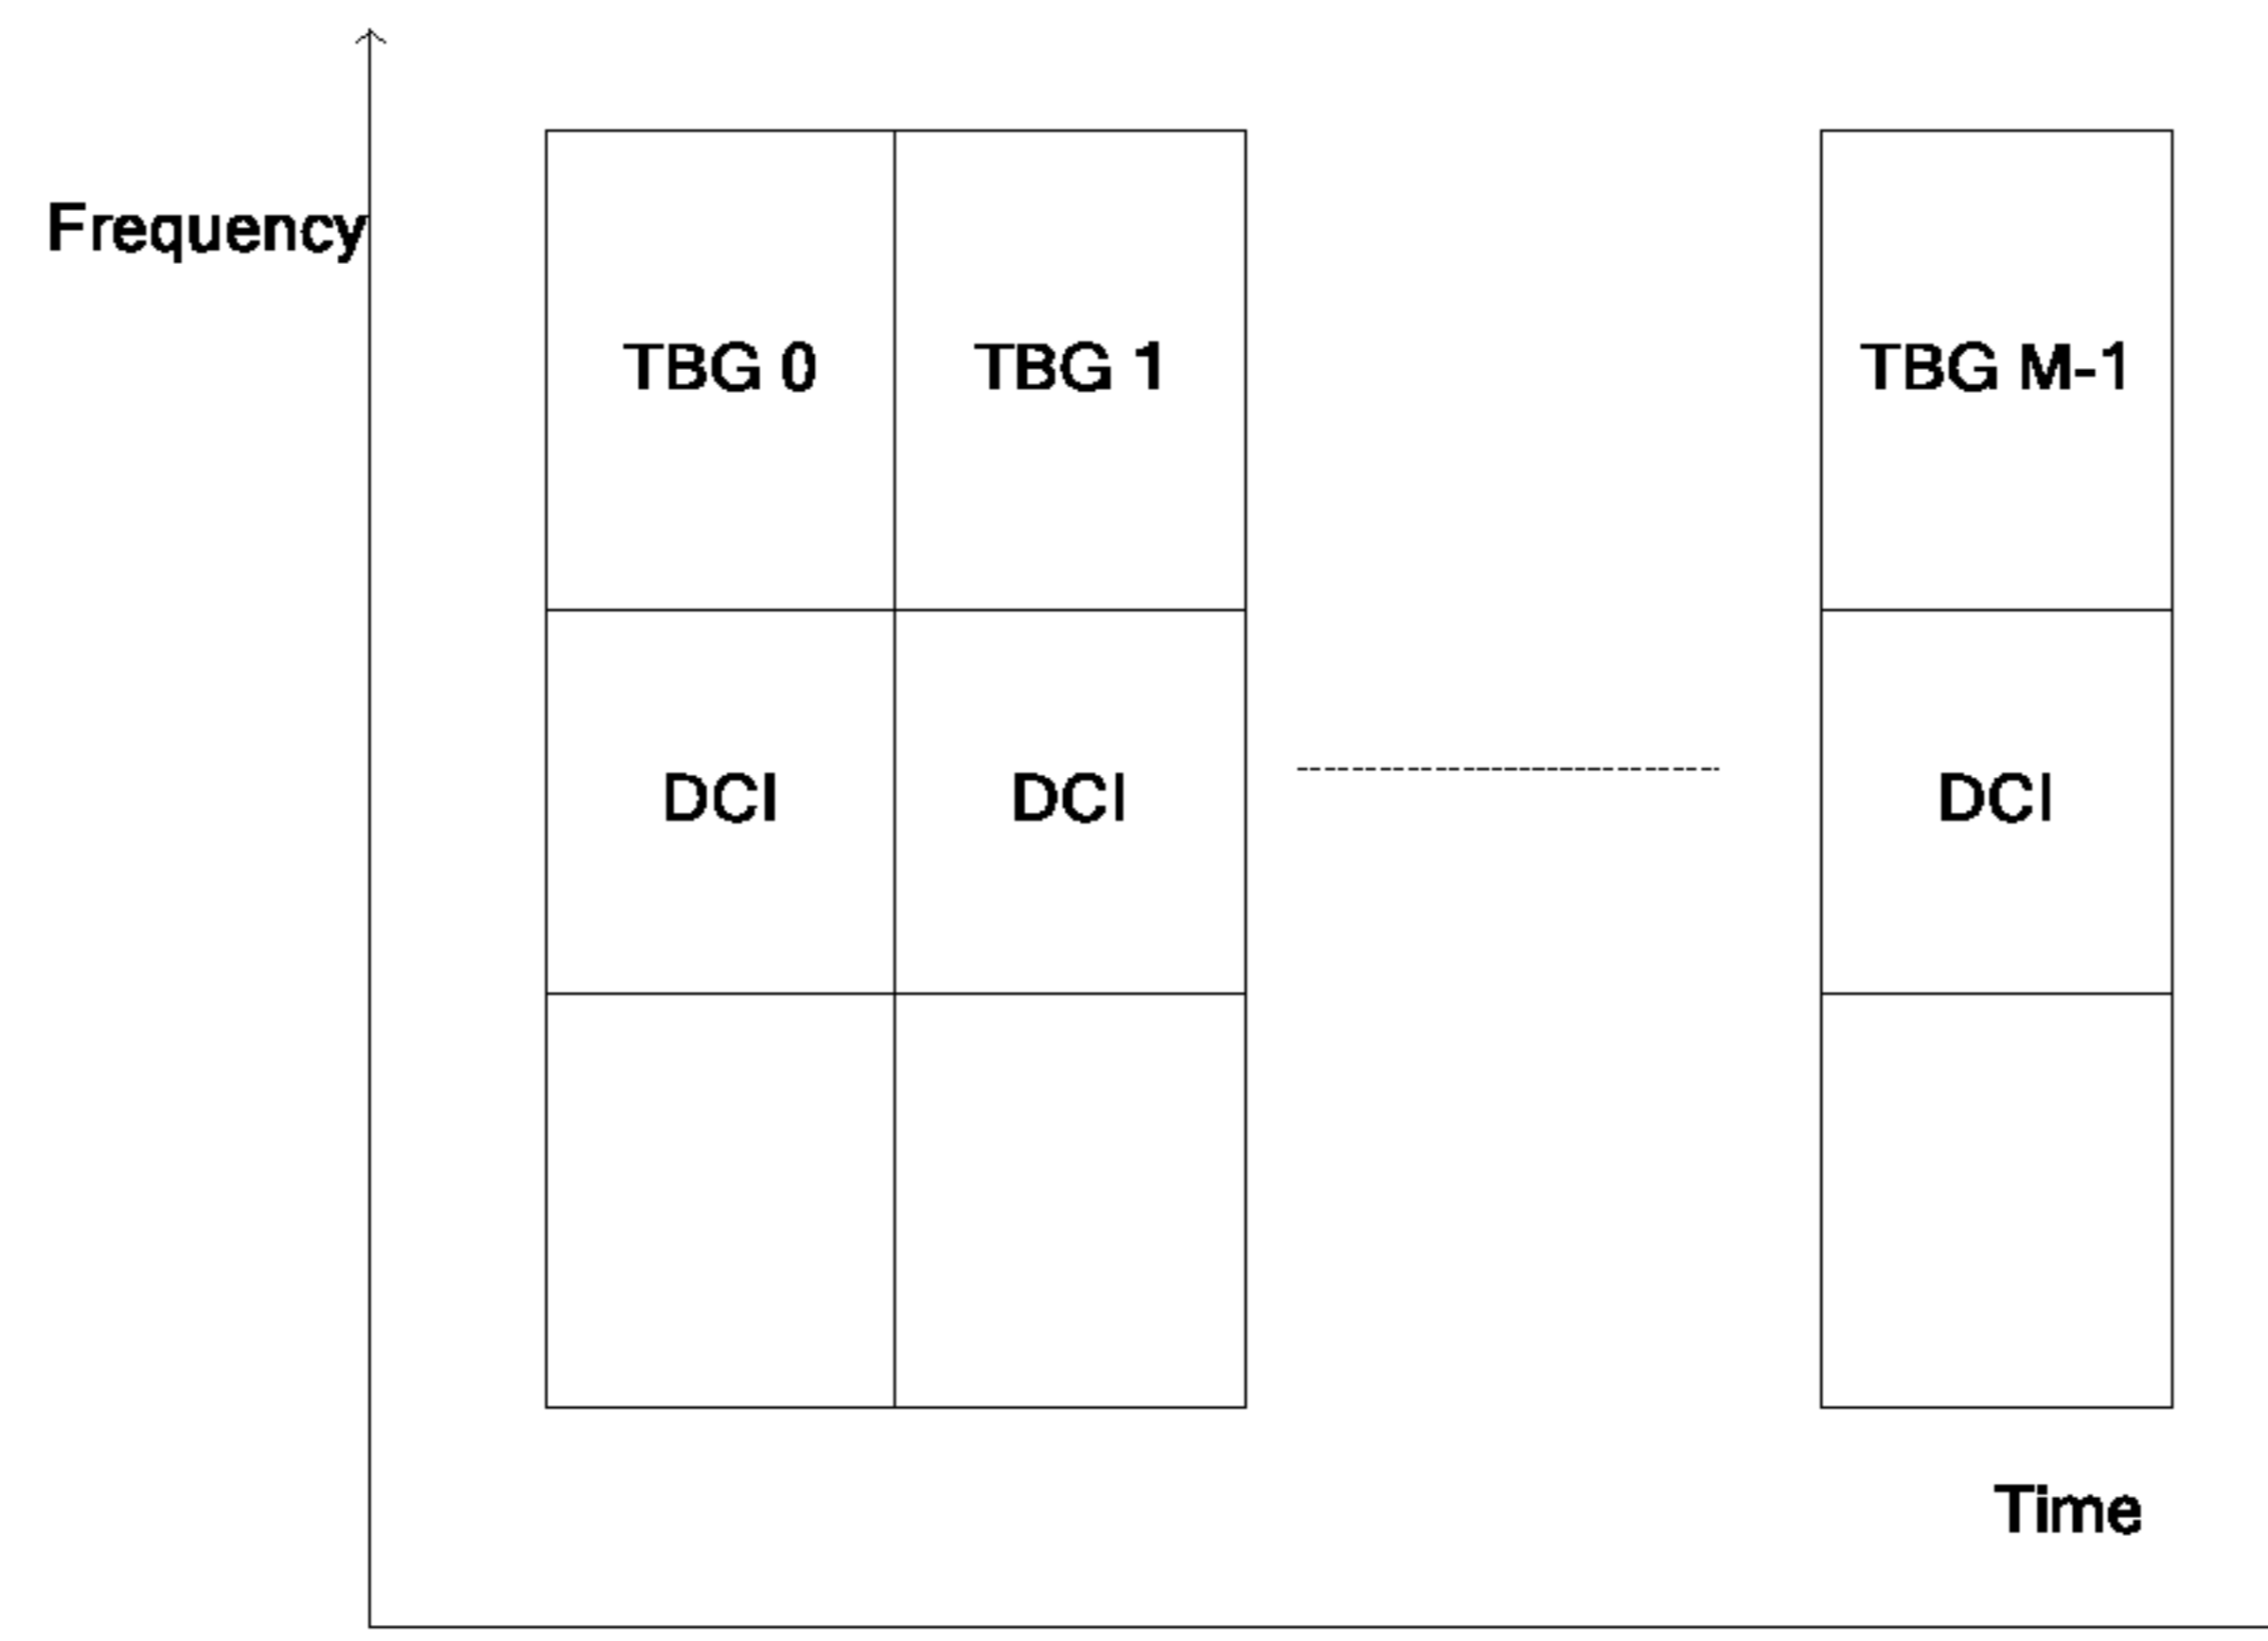 Frequency
TBG 0
TBG 1
TBG M-1
DCI
DCI
DCI
Time